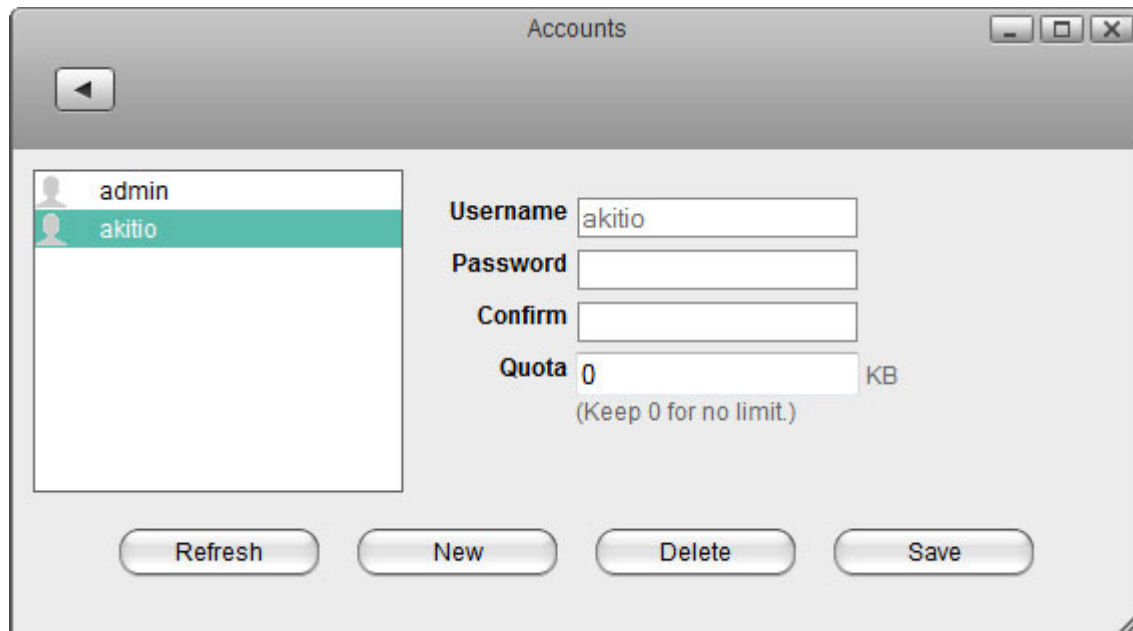 Accounts
admin
akitio
Username akitio
Password
Confirm
Quota 0 KB
(Keep 0 for no limit.)
Refresh New Delete Save